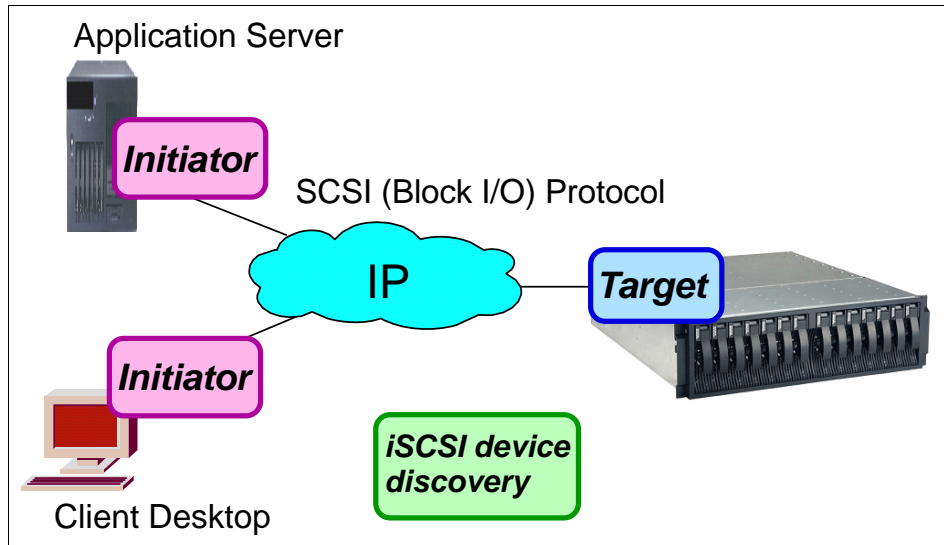 Application Server
Initiator
SCSI (Block I/O) Protocol
IP
Target
Initiator
iSCSI device
discovery
Client Desktop